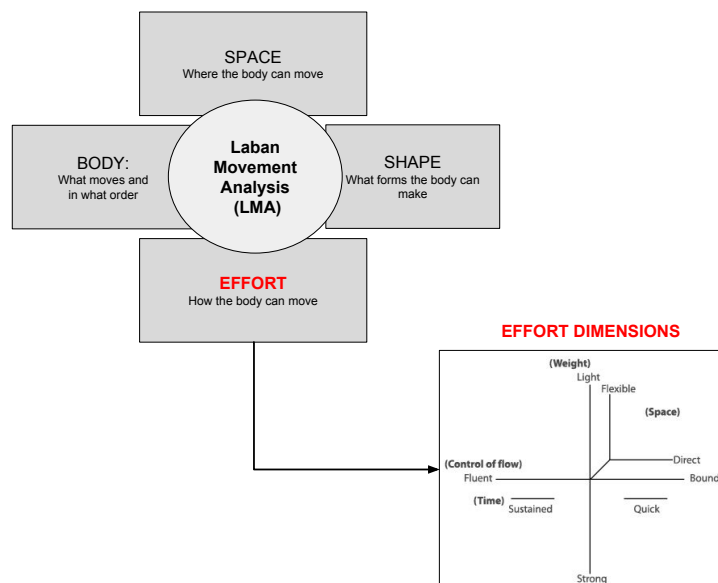 SPACE
Where the body can move
BODY:
What moves and
in what order
Laban
Movement
Analysis
(LMA)
SHAPE
What forms the body can
make
EFFORT
How the body can move
EFFORT DIMENSIONS
(Weight)
Light
Flexible
(Space)
Direct
(Control of flow)
Fluent
Bound
(Time)
Sustained
Quick
Strong